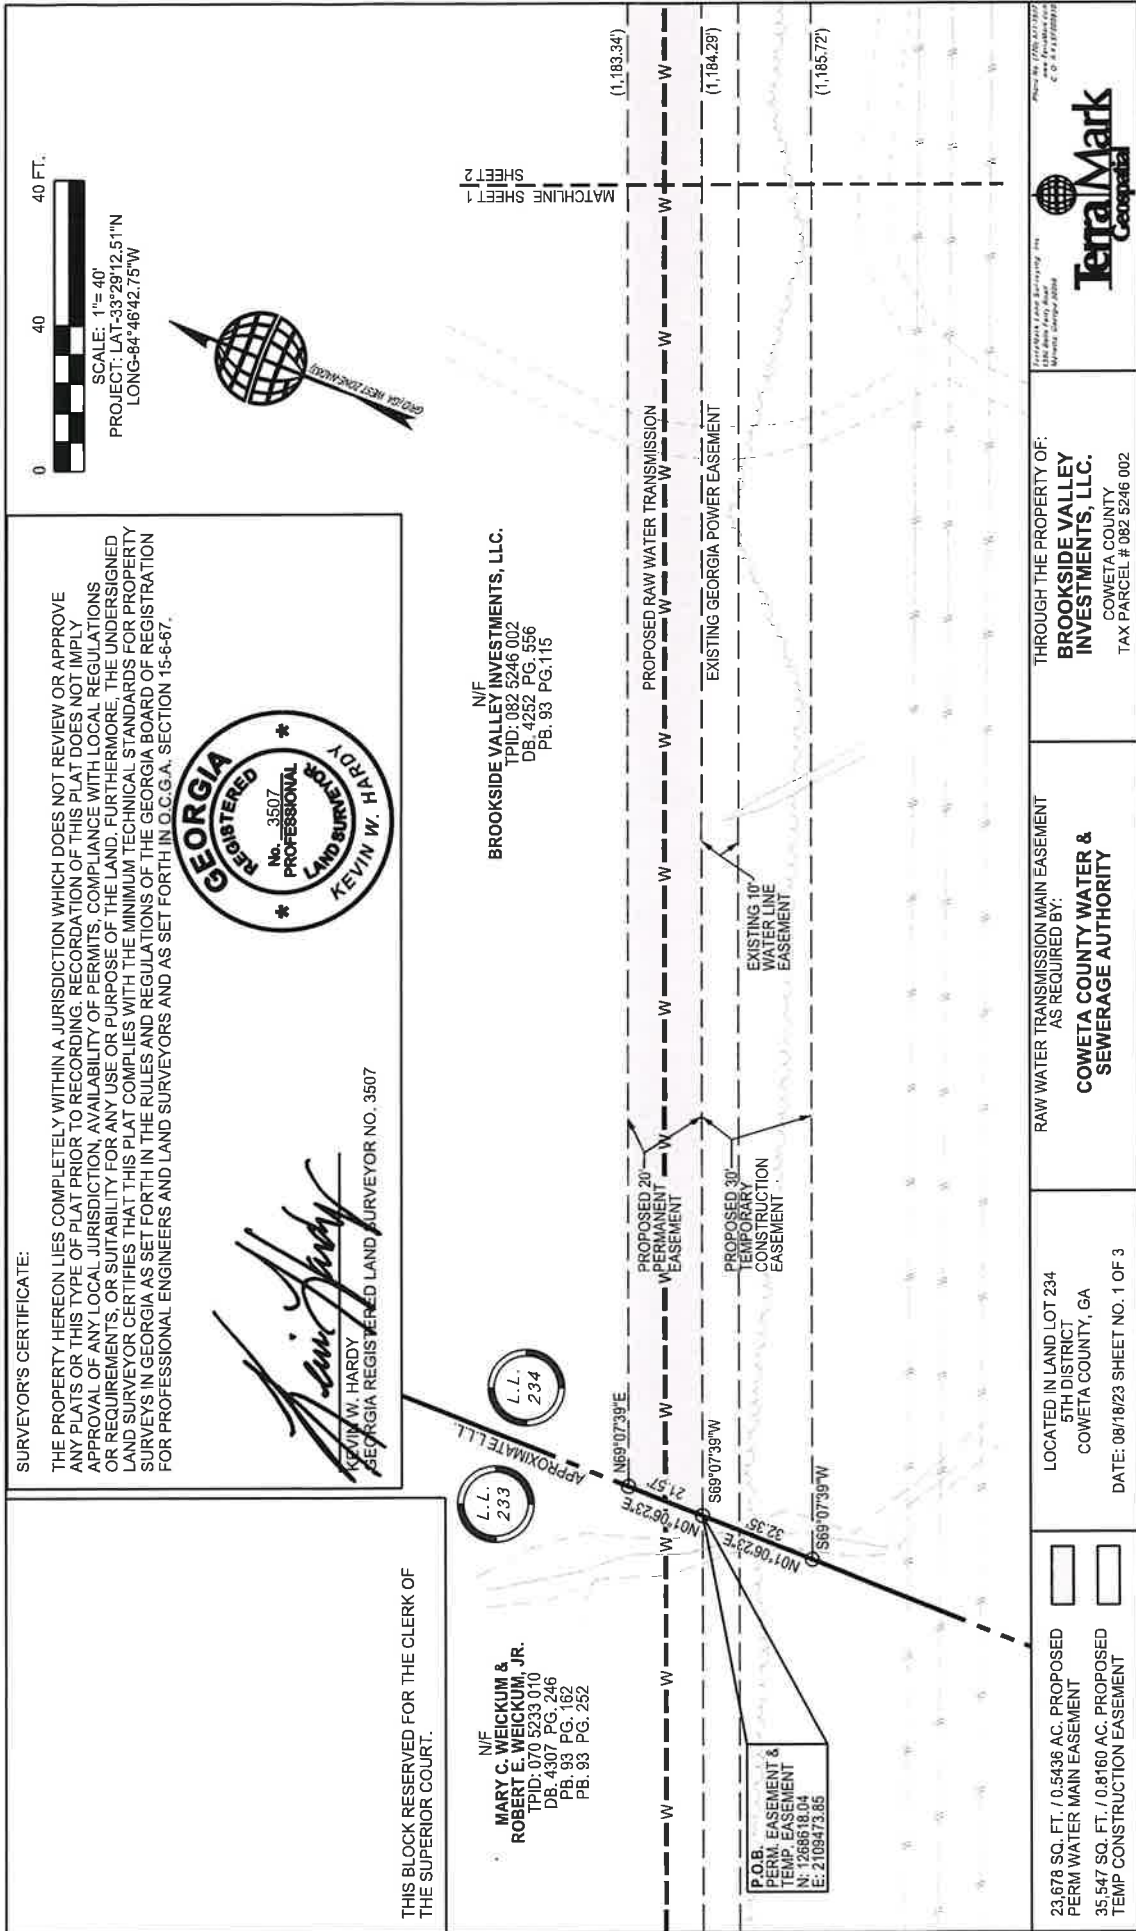 SURVEYOR'S CERTIFICATE:
THE PROPERTY HEREON LIES COMPLETELY WITHIN A JURISDICTION WHICH DOES NOT REVIEW OR APPROVE
ANY PLATS OR THIS TYPE OF PLAT PRIOR TO RECORDING. RECORDATION OF THIS PLAT DOES NOT IMPLY
APPROVAL OF ANY LOCAL JURISDICTION, AVAILABILITY OF PERMITS, COMPLIANCE WITH LOCAL REGULATIONS
OR REQUIREMENTS, OR SUITABILITY FOR ANY USE OR PURPOSE OF THE LAND. FURTHERMORE, THE UNDERSIGNED
LAND SURVEYOR CERTIFIES THAT THIS PLAT COMPLIES WITH THE MINIMUM TECHNICAL STANDARDS FOR PROPERTY
SURVEYS IN GEORGIA AS SET FORTH IN THE RULES AND REGULATIONS OF THE GEORGIA BOARD OF REGISTRATION
FOR PROFESSIONAL ENGINEERS AND LAND SURVEYORS AND AS SET FORTH IN O.C.G.A. SECTION 15-6-67.
GEORGIA
REGISTERED
No. 3507
PROFESSIONAL
LAND SURVEYOR
KEVIN W. HARDY
KEVIN W. HARDY
GEORGIA REGISTERED LAND SURVEYOR NO. 3507
0 40 40 FT.
SCALE: 1"= 40'
PROJECT: LAT-33°29'12.51"N
LONG-84°46'42.75"W
GRID (GA WEST ZONE-NAD83)
THIS BLOCK RESERVED FOR THE CLERK OF
THE SUPERIOR COURT.
N/F
MARY C. WEICKUM &
ROBERT E. WEICKUM, JR.
TPID: 070 5233 010
DB. 4307 PG. 246
PB. 93 PG. 162
PB. 93 PG. 252
L.L.
233
L.L.
234
APPROXIMATE L.L.L.
N/F
BROOKSIDE VALLEY INVESTMENTS, LLC.
TPID: 082 5246 002
DB. 4252 PG. 556
PB. 93 PG.115
MATCHLINE SHEET 1
SHEET 2
N69°07'39"E
(1,183.34')
N01°06'23"E
21.57'
S69°07'39"W
(1,184.29')
N01°06'23"E
32.35'
S69°07'39"W
(1,185.72')
PROPOSED RAW WATER TRANSMISSION
EXISTING GEORGIA POWER EASEMENT
PROPOSED 20'
PERMANENT
EASEMENT
PROPOSED 30'
TEMPORARY
CONSTRUCTION
EASEMENT
EXISTING 10'
WATER LINE
EASEMENT
P.O.B.
PERM. EASEMENT &
TEMP. EASEMENT
N: 1268618.04
E: 2109473.85
23,678 SQ. FT. / 0.5436 AC. PROPOSED
PERM WATER MAIN EASEMENT
35,547 SQ. FT. / 0.8160 AC. PROPOSED
TEMP CONSTRUCTION EASEMENT
LOCATED IN LAND LOT 234
5TH DISTRICT
COWETA COUNTY, GA
DATE: 08/18/23 SHEET NO. 1 OF 3
RAW WATER TRANSMISSION MAIN EASEMENT
AS REQUIRED BY:
COWETA COUNTY WATER &
SEWERAGE AUTHORITY
THROUGH THE PROPERTY OF:
BROOKSIDE VALLEY
INVESTMENTS, LLC.
COWETA COUNTY
TAX PARCEL # 082 5246 002
TerraMark Land Surveying, Inc.
TerraMark
Geospatial